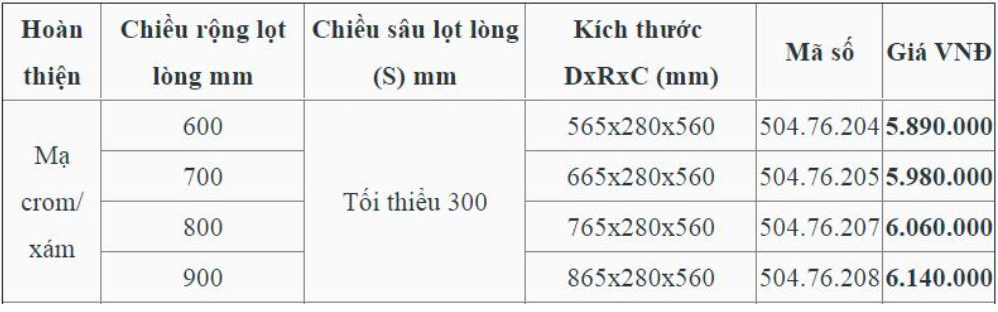 Hoàn thiện Chiều rộng lọt lòng mm Chiều sâu lọt lòng (S) mm Kích thước DxRxC (mm) Mã số Giá VNĐ
Mạ crom/ xám 600 Tối thiểu 300 565x280x560 504.76.204 5.890.000
700 665x280x560 504.76.205 5.980.000
800 765x280x560 504.76.207 6.060.000
900 865x280x560 504.76.208 6.140.000